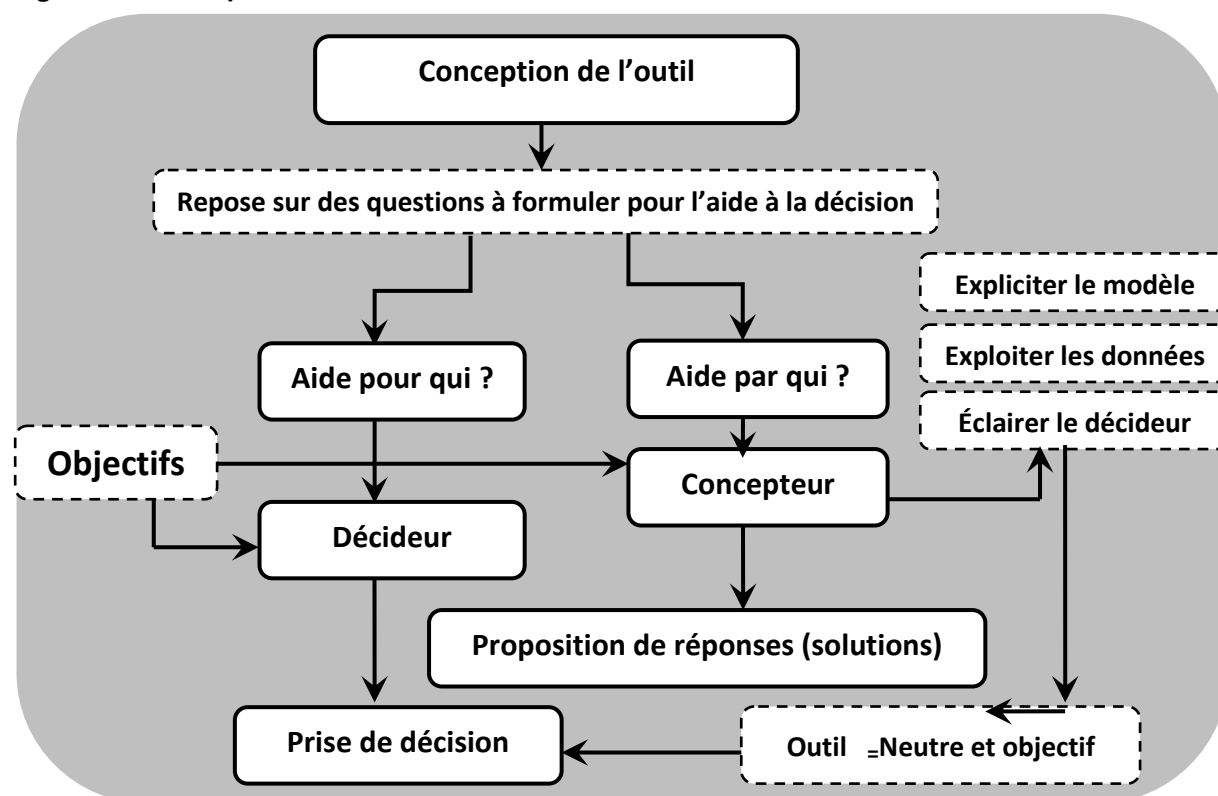 Conception de l’outil
Repose sur des questions à formuler pour l’aide à la décision
Expliciter le modèle
Exploiter les données
Éclairer le décideur
Aide pour qui ?
Aide par qui ?
Objectifs
Concepteur
Décideur
Proposition de réponses (solutions)
Prise de décision
Outil =Neutre et objectif